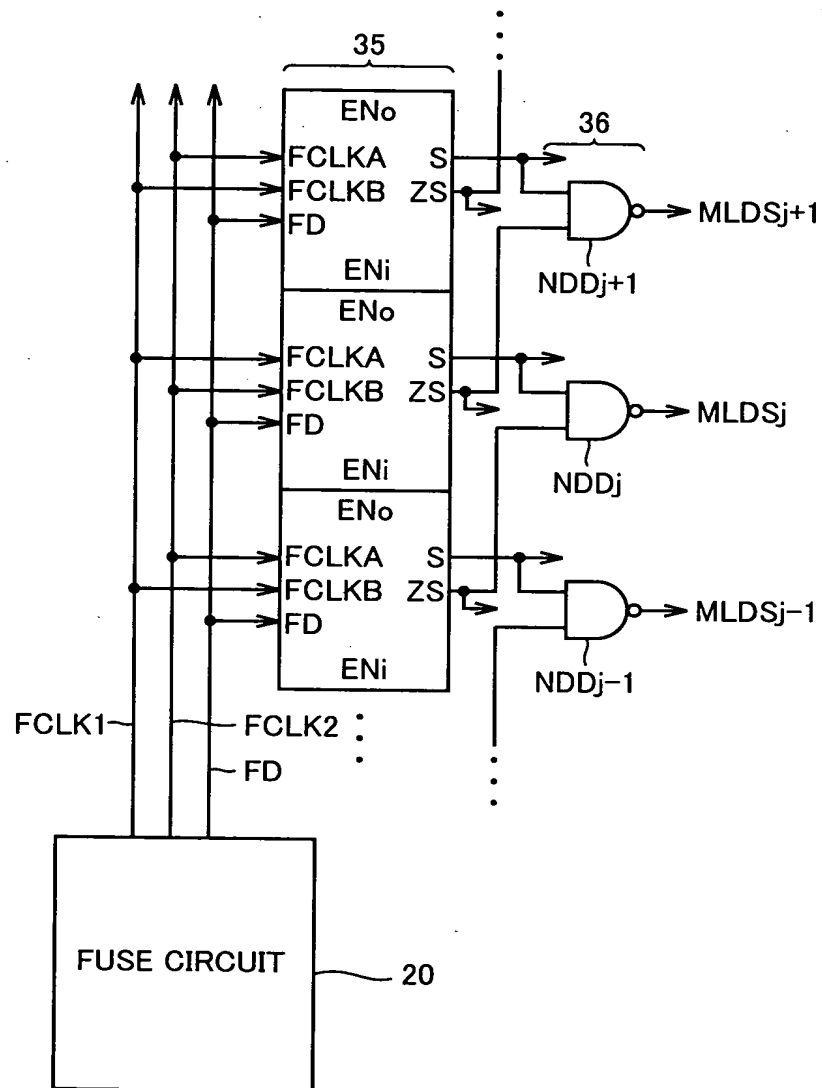 35
ENo
FCLKA S
FCLKB ZS
FD
ENi
36
MLDSj+1
NDDj+1
ENo
FCLKA S
FCLKB ZS
FD
ENi
MLDSj
NDDj
ENo
FCLKA S
FCLKB ZS
FD
ENi
MLDSj-1
NDDj-1
FCLK1
FCLK2
FD
FUSE CIRCUIT
20